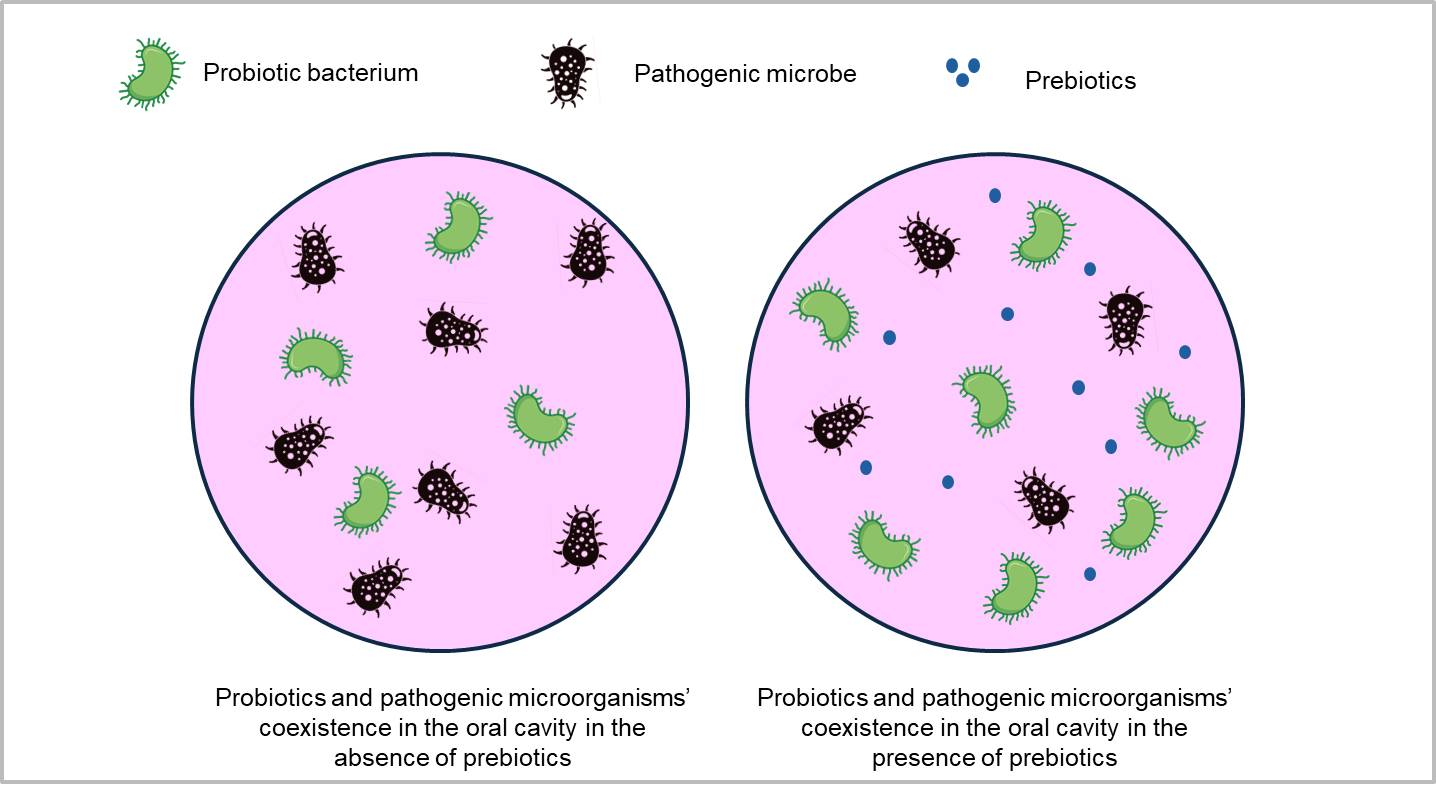 Probiotic bacterium
Pathogenic microbe
Prebiotics
Probiotics and pathogenic microorganisms’
coexistence in the oral cavity in the
absence of prebiotics
Probiotics and pathogenic microorganisms’
coexistence in the oral cavity in the
presence of prebiotics